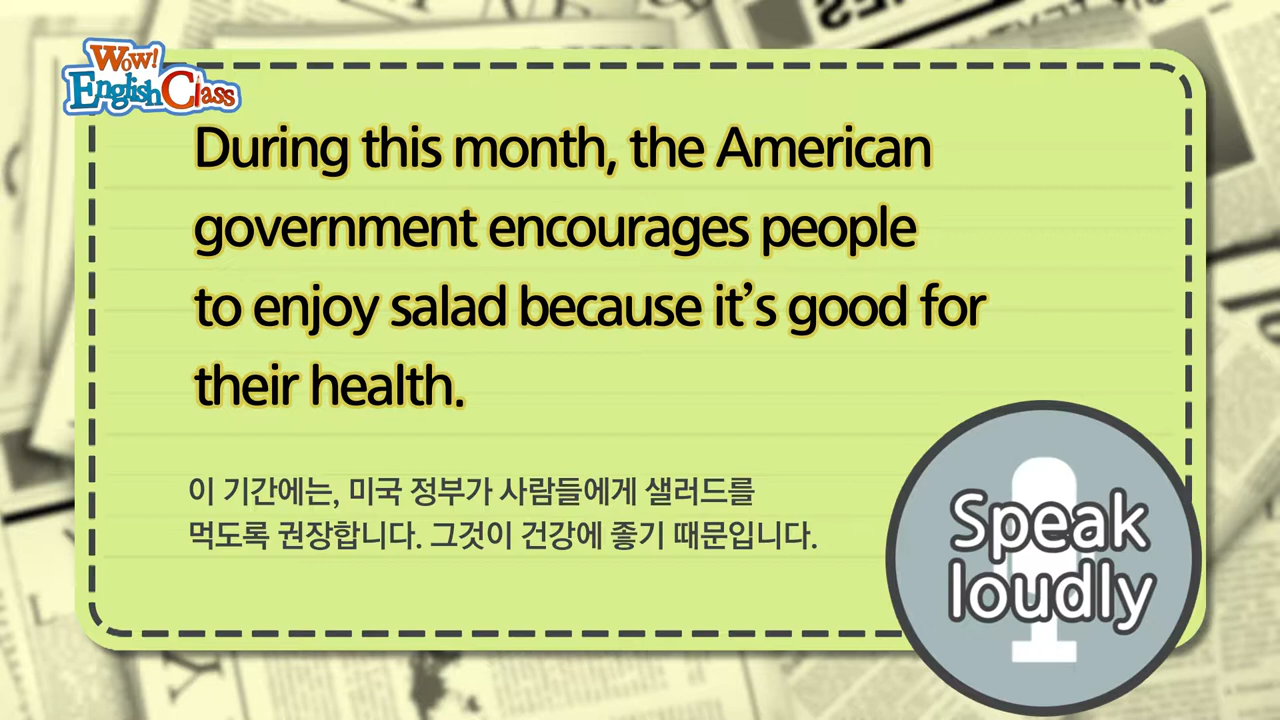 Wow!
English Class
During this month, the American
government encourages people
to enjoy salad because it’s good for
their health.
이 기간에는, 미국 정부가 사람들에게 샐러드를
먹도록 권장합니다. 그것이 건강에 좋기 때문입니다.
Speak
loudly